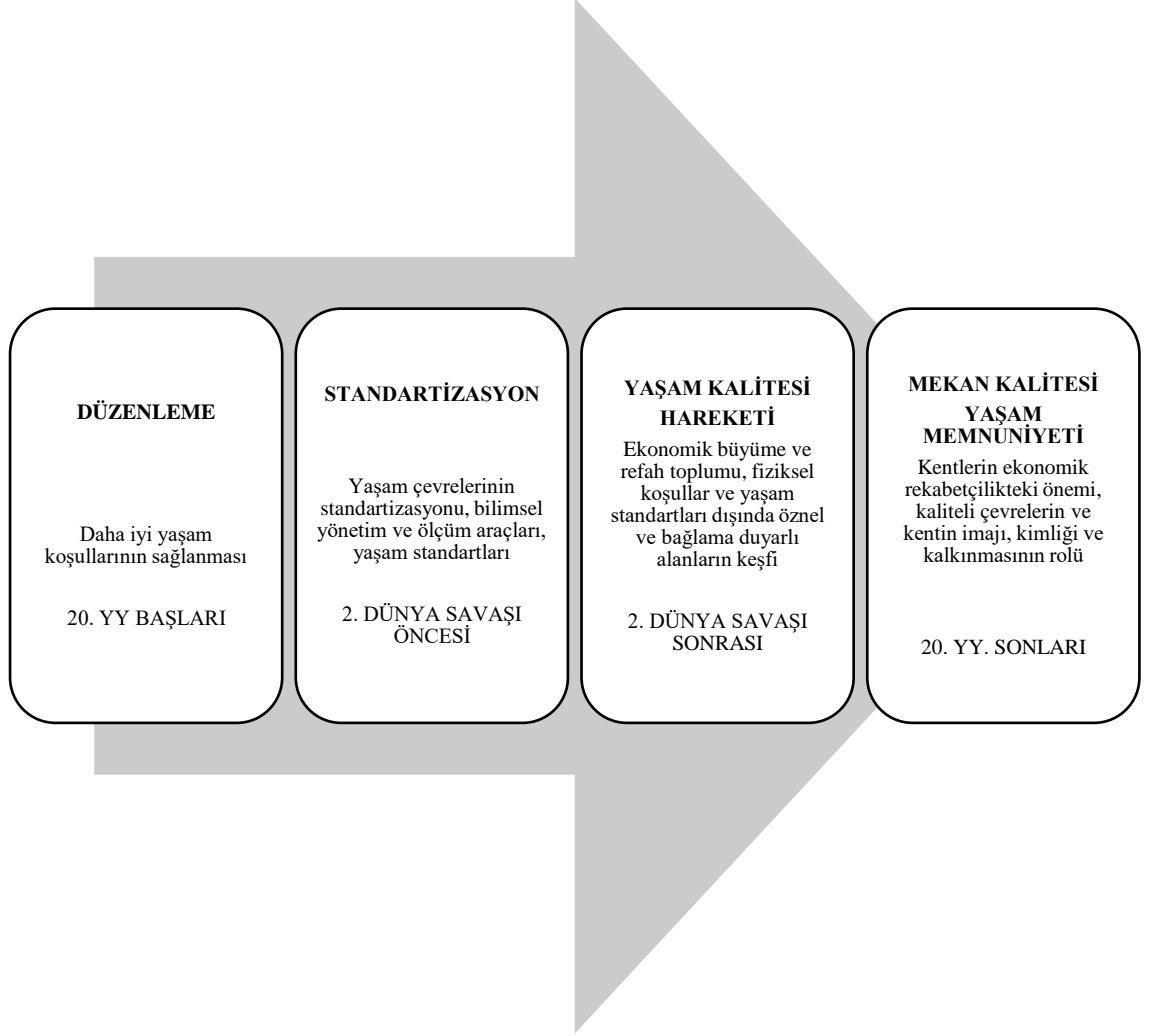 DÜZENLEME
Daha iyi yaşam
koşullarının sağlanması
20. YY BAŞLARI
STANDARTİZASYON
Yaşam çevrelerinin
standartizasyonu, bilimsel
yönetim ve ölçüm araçları,
yaşam standartları
2. DÜNYA SAVAŞI
ÖNCESİ
YAŞAM KALİTESİ
HAREKETİ
Ekonomik büyüme ve
refah toplumu, fiziksel
koşullar ve yaşam
standartları dışında öznel
ve bağlama duyarlı
alanların keşfi
2. DÜNYA SAVAŞI
SONRASI
MEKAN KALİTESİ
YAŞAM
MEMNUNİYETİ
Kentlerin ekonomik
rekabetçilikteki önemi,
kaliteli çevrelerin ve
kentin imajı, kimliği ve
kalkınmasının rolü
20. YY. SONLARI